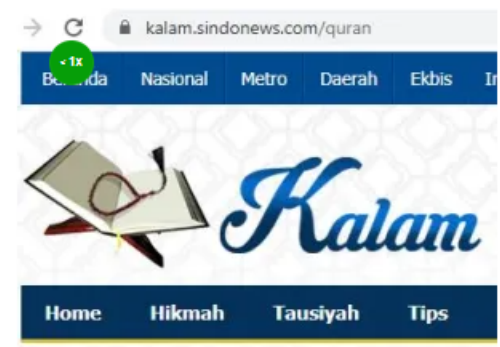 kalam.sindonews.com/quran
<1x
Nasional Metro Daerah Ekbis
Kalam
Home Hikmah Tausiyah Tips